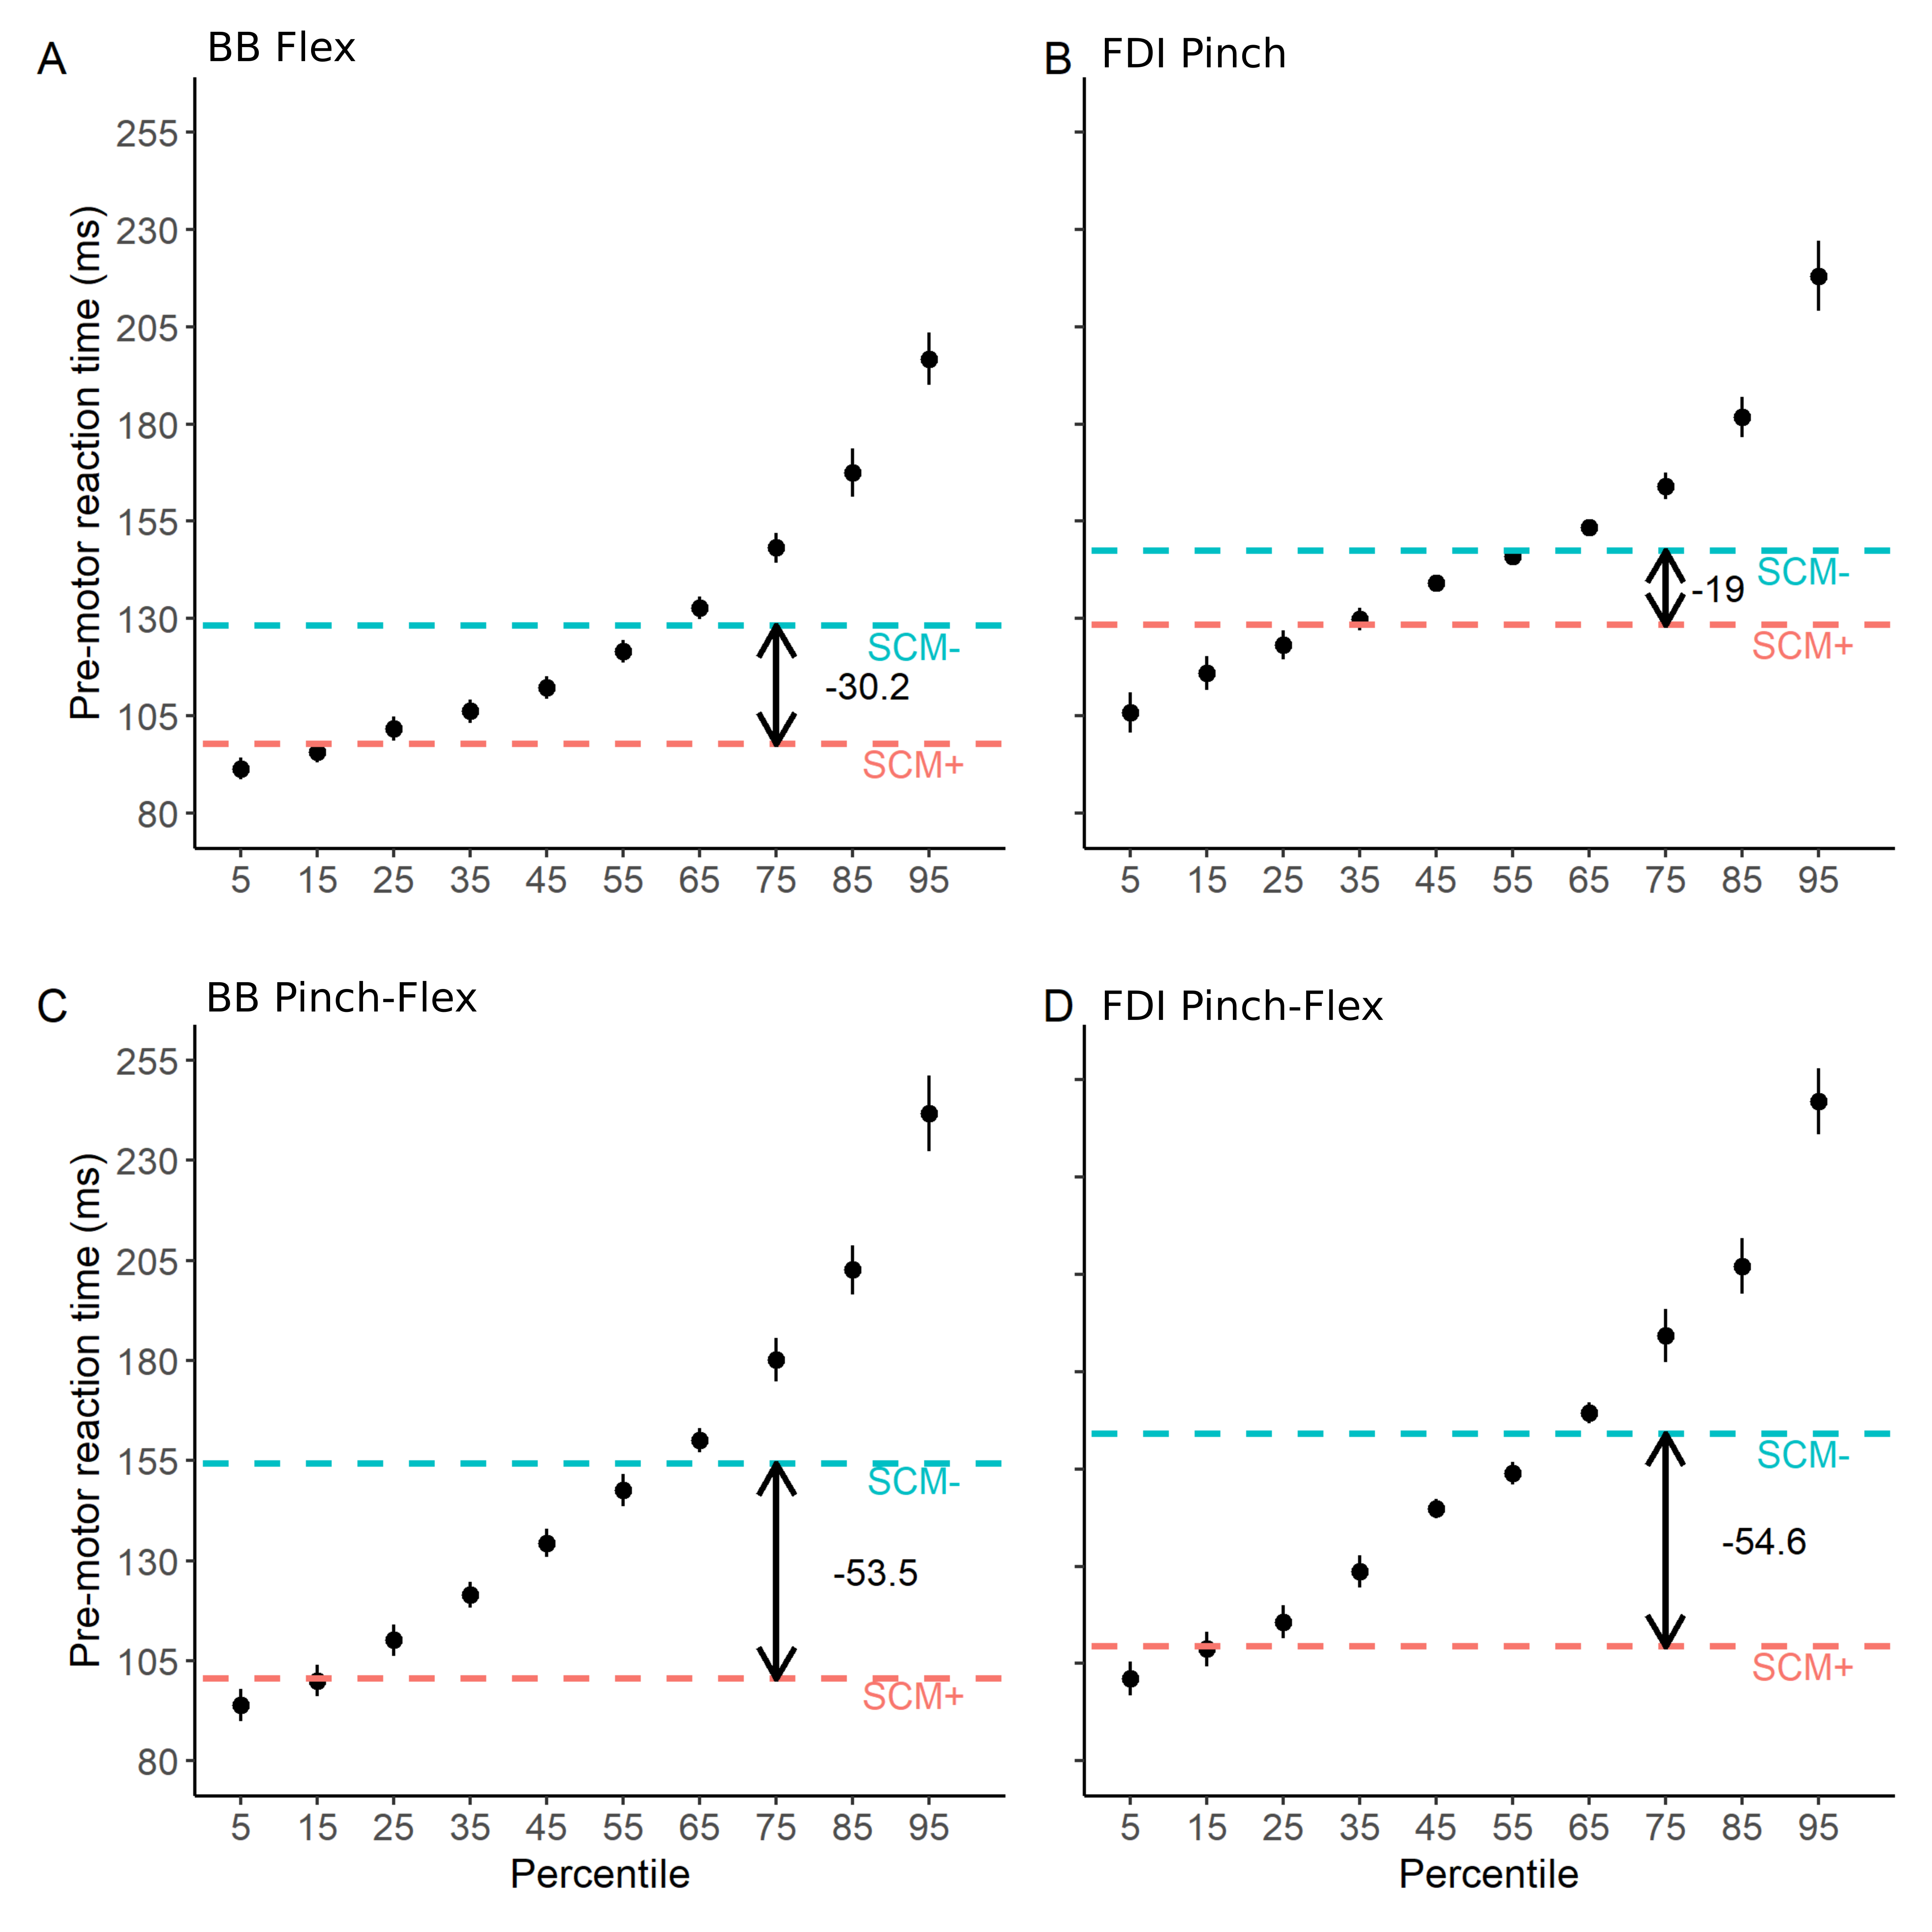 A BB Flex
Pre-motor reaction time (ms)
255
230
205
180
155
130
105
80
SCM-
-30.2
SCM+
5 15 25 35 45 55 65 75 85 95
B FDI Pinch
SCM-
-19
SCM+
5 15 25 35 45 55 65 75 85 95
C BB Pinch-Flex
Pre-motor reaction time (ms)
255
230
205
180
155
130
105
80
SCM-
-53.5
SCM+
5 15 25 35 45 55 65 75 85 95
Percentile
D FDI Pinch-Flex
SCM-
-54.6
SCM+
5 15 25 35 45 55 65 75 85 95
Percentile